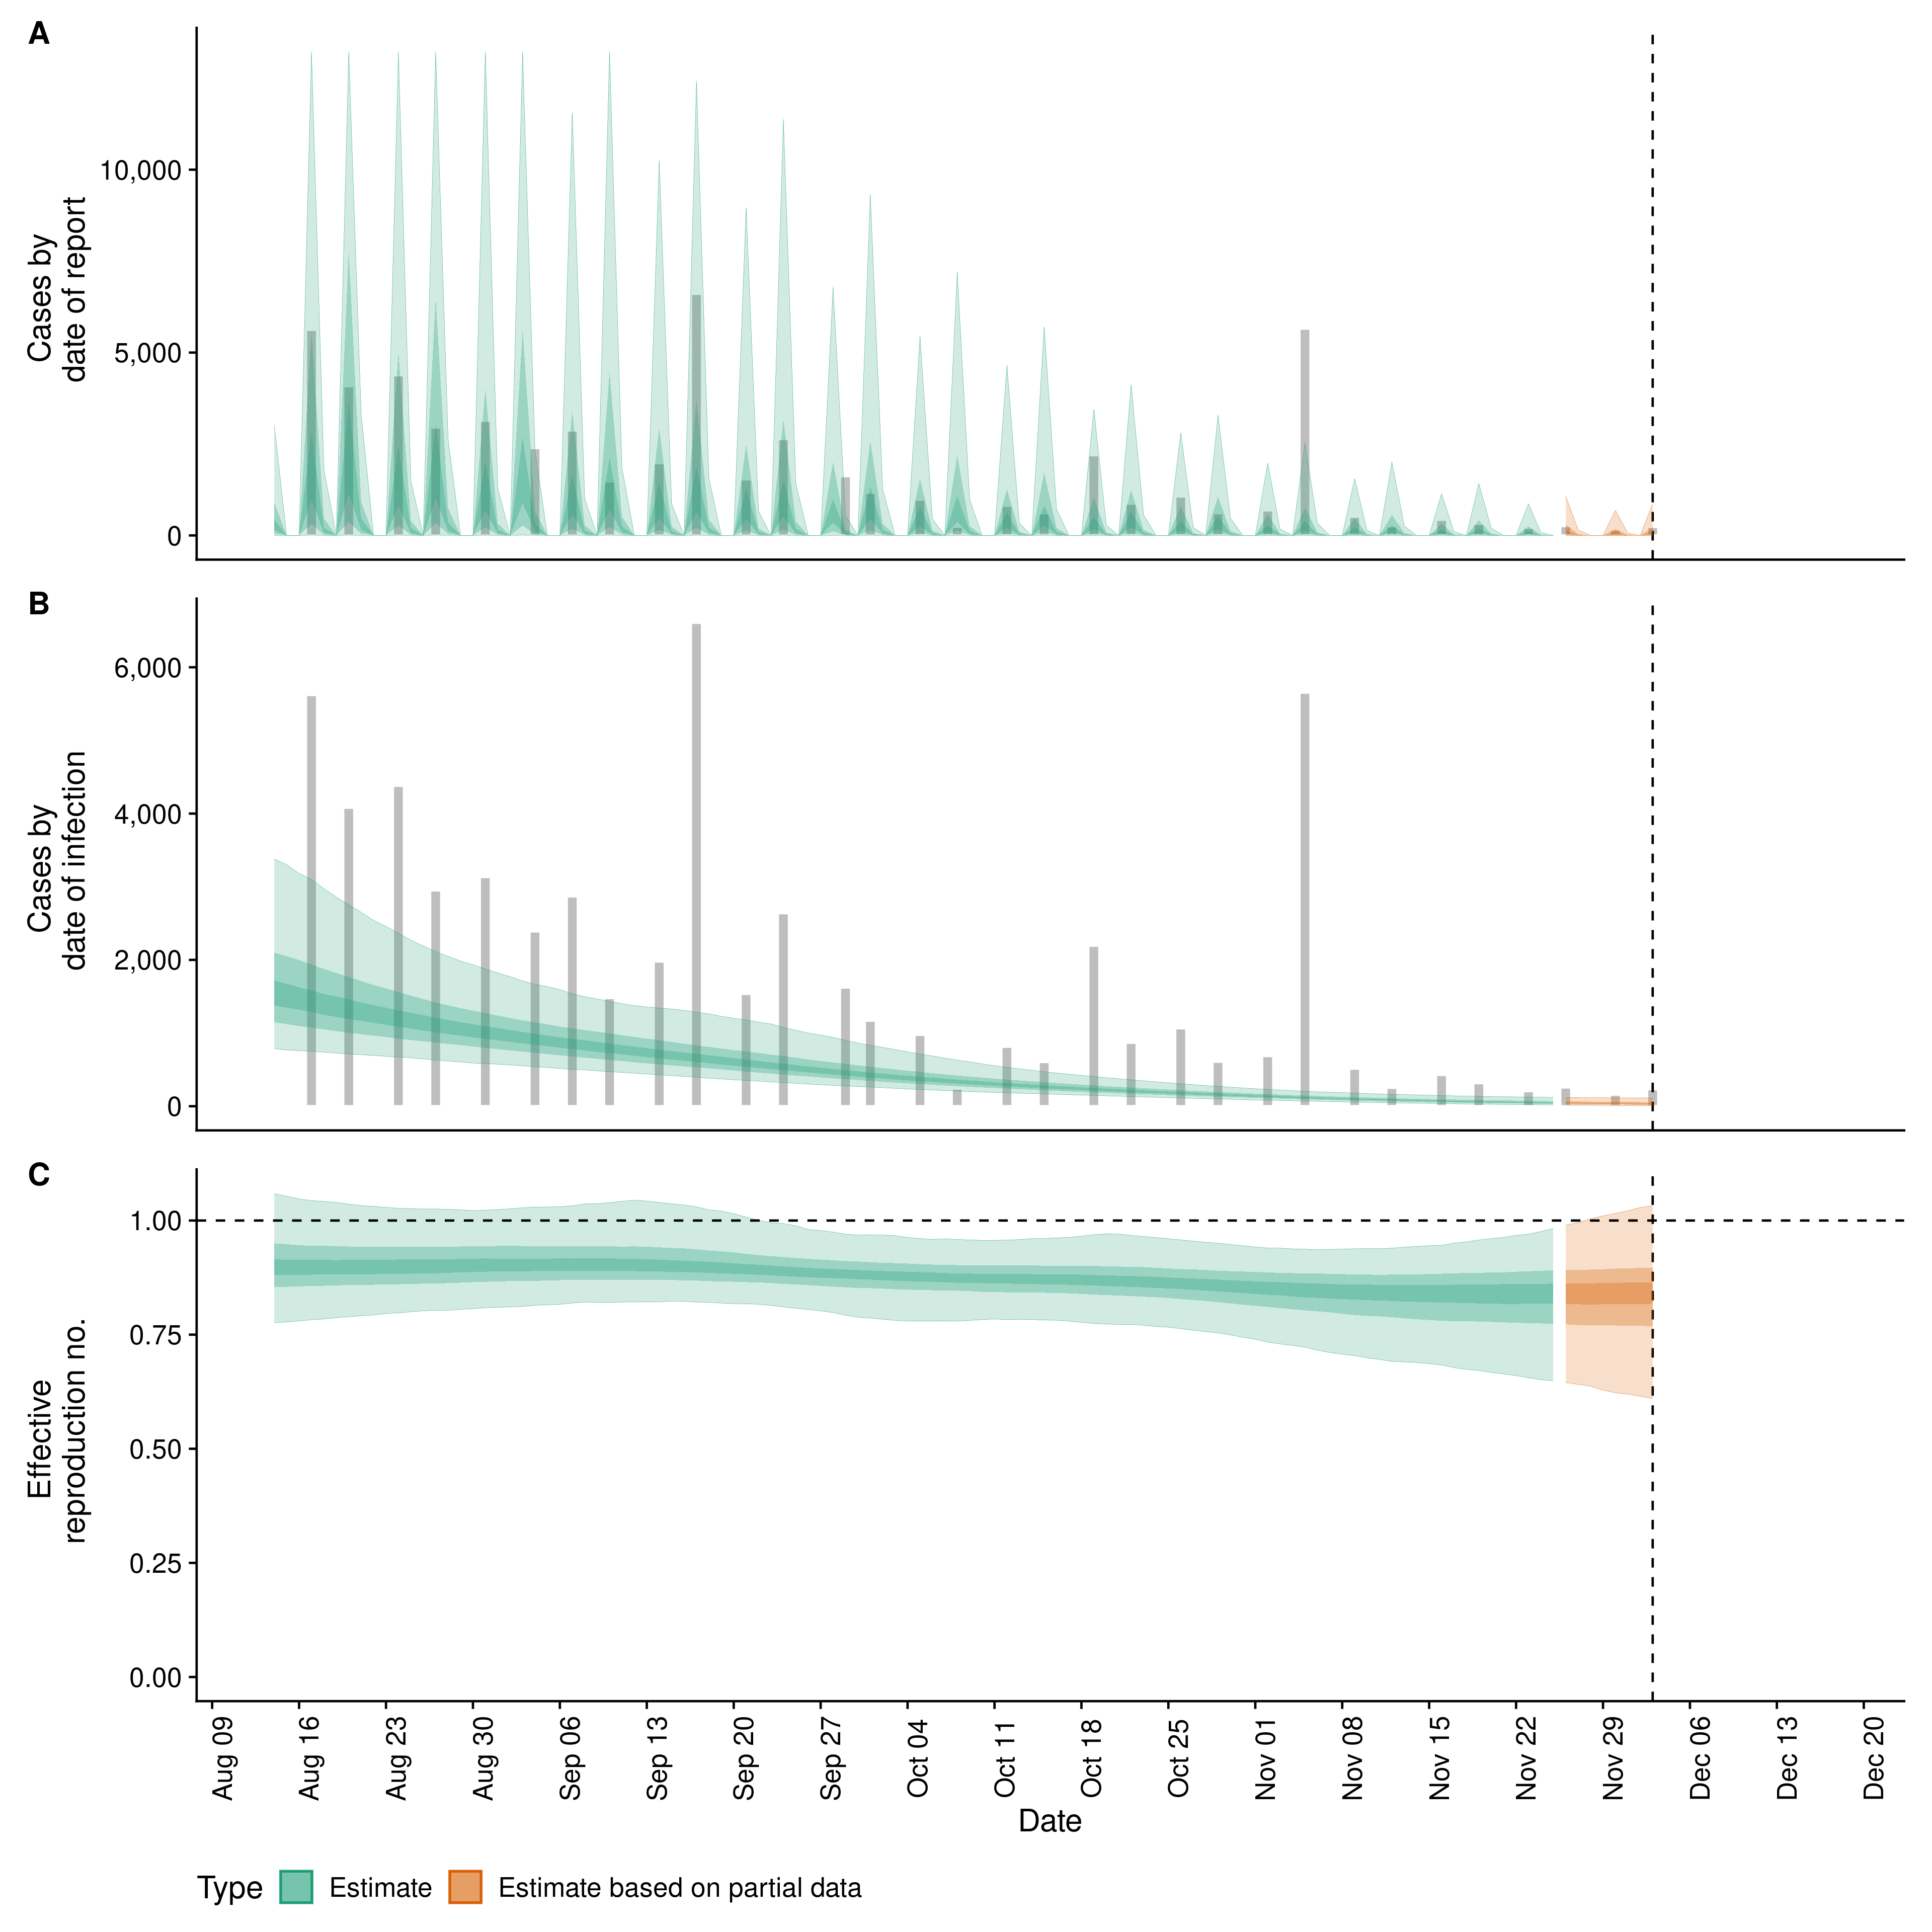 A
Cases by
date of report
10,000
5,000
0
B
Cases by
date of infection
6,000
4,000
2,000
0
C
Effective
reproduction no.
1.00
0.75
0.50
0.25
0.00
Aug 09
Aug 16
Aug 23
Aug 30
Sep 06
Sep 13
Sep 20
Sep 27
Oct 04
Oct 11
Oct 18
Oct 25
Nov 01
Nov 08
Nov 15
Nov 22
Nov 29
Dec 06
Dec 13
Dec 20
Date
Type Estimate Estimate based on partial data